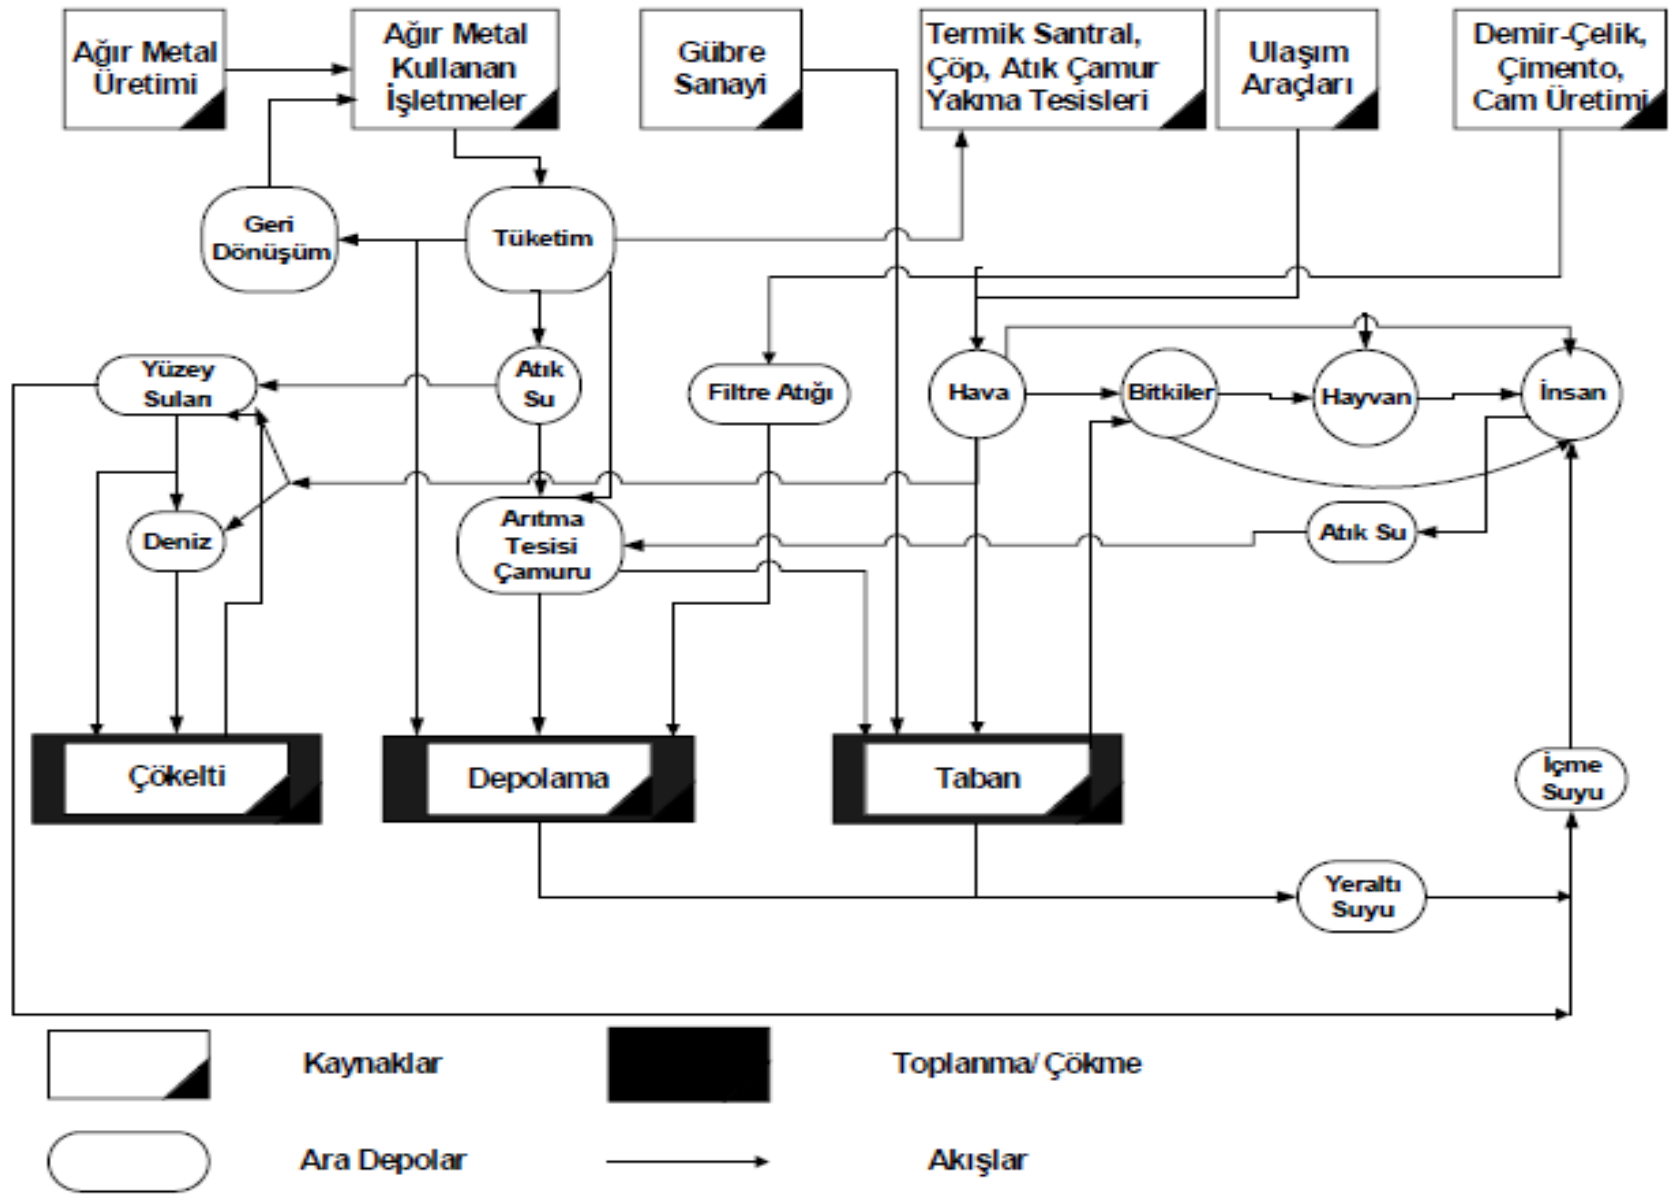 Ağır Metal
Üretimi
Ağır Metal
Kullanan
İşletmeler
Gübre
Sanayi
Termik Santral,
Çöp, Atık Çamur
Yakma Tesisleri
Ulaşım
Araçları
Demir-Çelik,
Çimento,
Cam Üretimi
Geri
Dönüşüm
Tüketim
Yüzey
Suları
Atık
Su
Filtre Atığı
Hava
Bitkiler
Hayvan
İnsan
Deniz
Arıtma
Tesisi
Çamuru
Atık Su
Çökelti
Depolama
Taban
İçme
Suyu
Yeraltı
Suyu
Kaynaklar
Toplanma/ Çökme
Ara Depolar
Akışlar